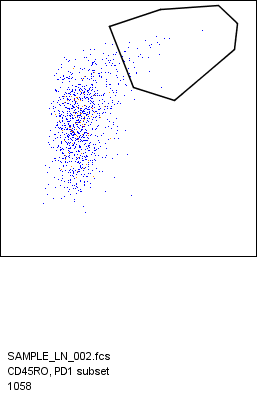 SAMPLE_LN_002.fcs
CD45RO, PD1 subset
1058